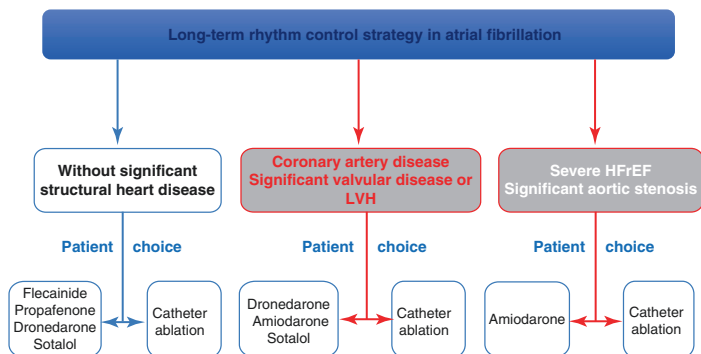 Long-term rhythm control strategy in atrial fibrillation
Without significant
structural heart disease
Coronary artery disease
Significant valvular disease or
LVH
Severe HFrEF
Significant aortic stenosis
Patient choice
Patient choice
Patient choice
Flecainide
Propafenone
Dronedarone
Sotalol
Catheter
ablation
Dronedarone
Amiodarone
Sotalol
Catheter
ablation
Amiodarone
Catheter
ablation